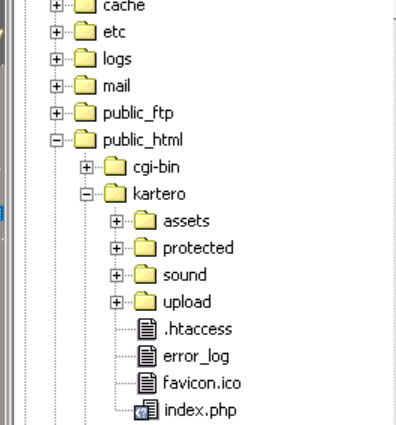 cache
etc
logs
mail
public_ftp
public_html
cgi-bin
kartero
assets
protected
sound
upload
.htaccess
error_log
favicon.ico
index.php